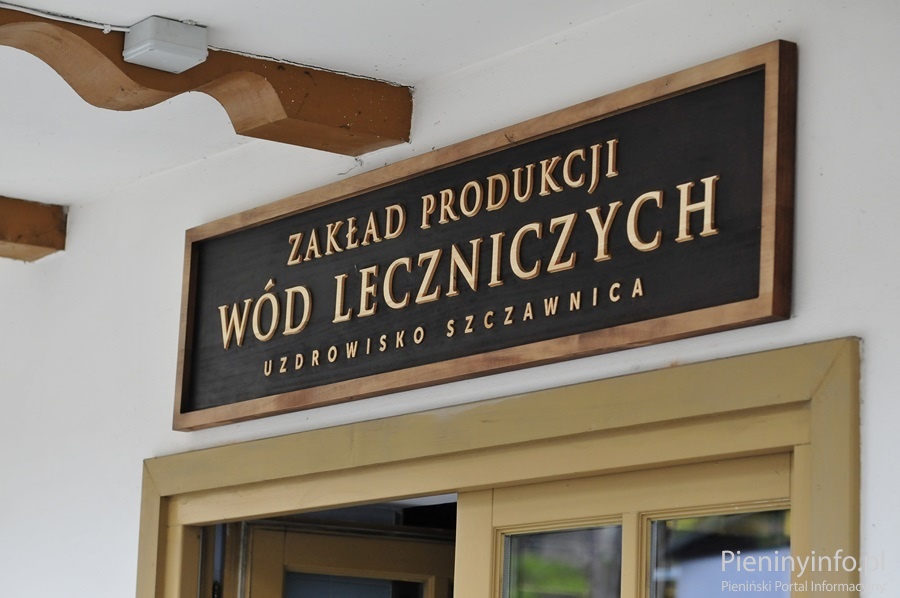 ZAKŁAD PRODUKCJI
WÓD LECZNICZYCH
UZDROWISKO SZCZAWNICA
Pieninyinfo.pl
Pieniński Portal Informacyjny